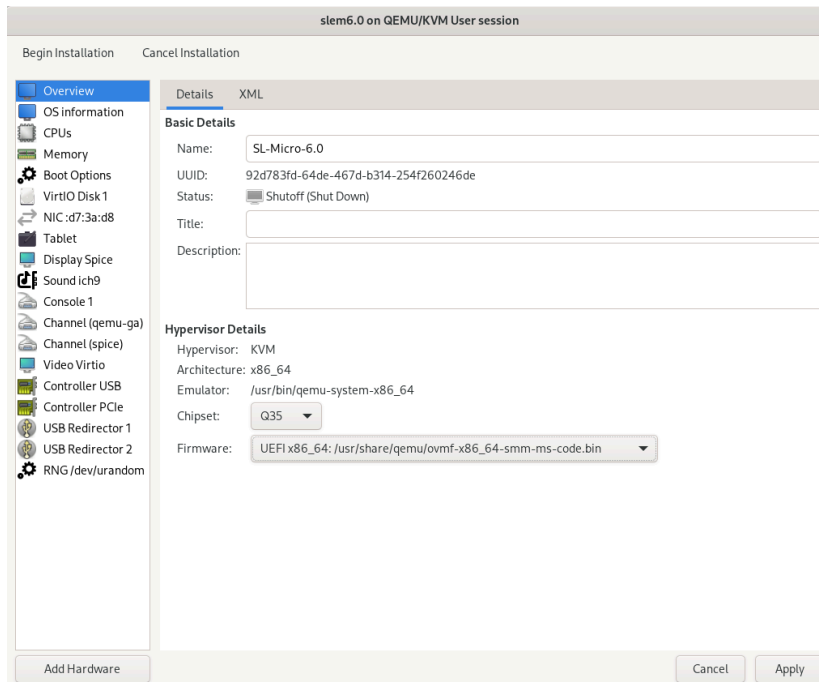 slem6.0 on QEMU/KVM User session
Begin Installation Cancel Installation
Overview
OS information
CPUs
Memory
Boot Options
VirtIO Disk 1
NIC :d7:3a:d8
Tablet
Display Spice
Sound ich9
Console 1
Channel (qemu-ga)
Channel (spice)
Video Virtio
Controller USB
Controller PCIe
USB Redirector 1
USB Redirector 2
RNG /dev/urandom
Add Hardware
Details XML
Basic Details
Name: SL-Micro-6.0
UUID: 92d783fd-64de-467d-b314-254f260246de
Status: Shutoff (Shut Down)
Title:
Description:
Hypervisor Details
Hypervisor: KVM
Architecture: x86_64
Emulator: /usr/bin/qemu-system-x86_64
Chipset: Q35
Firmware: UEFI x86_64: /usr/share/qemu/ovmf-x86_64-smm-ms-code.bin
Cancel Apply